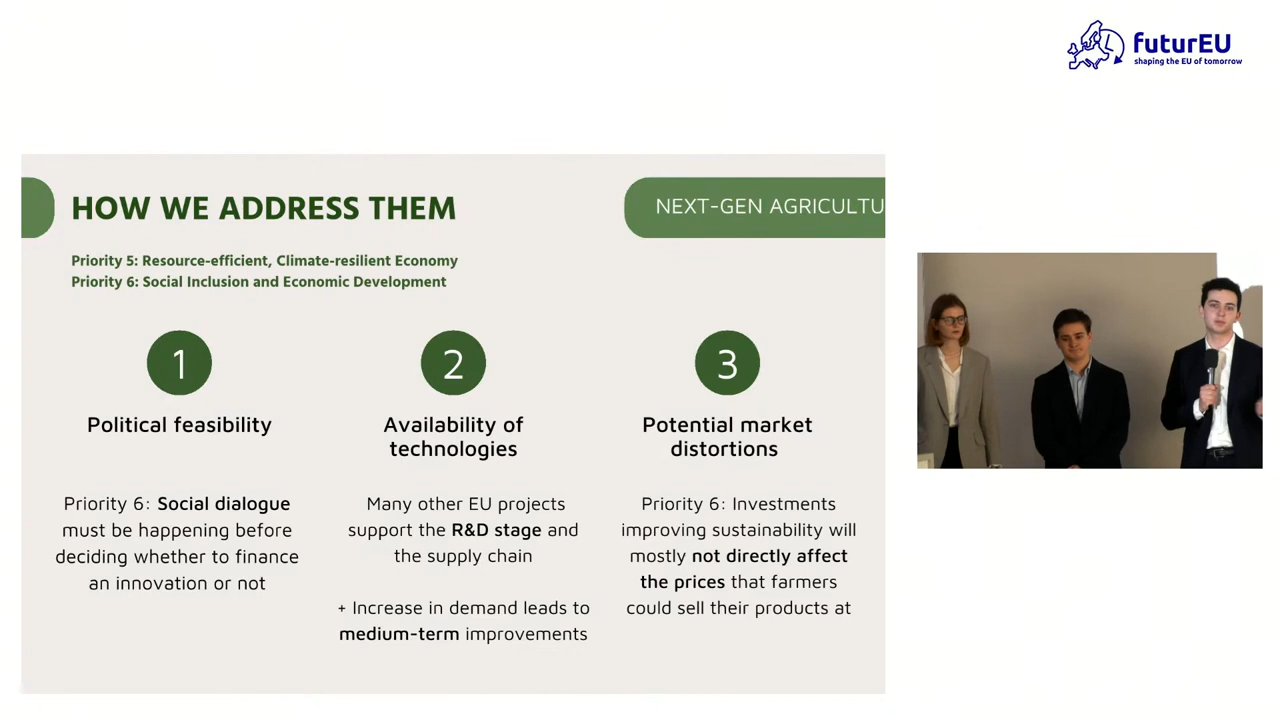 futurEU
shaping the EU of tomorrow
HOW WE ADDRESS THEM
NEXT-GEN AGRICULTU
Priority 5: Resource-efficient, Climate-resilient Economy
Priority 6: Social Inclusion and Economic Development
1
Political feasibility
Priority 6: Social dialogue
must be happening before
deciding whether to finance
an innovation or not
2
Availability of
technologies
Many other EU projects
support the R&D stage and
the supply chain
+ Increase in demand leads to
medium-term improvements
3
Potential market
distortions
Priority 6: Investments
improving sustainability will
mostly not directly affect
the prices that farmers
could sell their products at